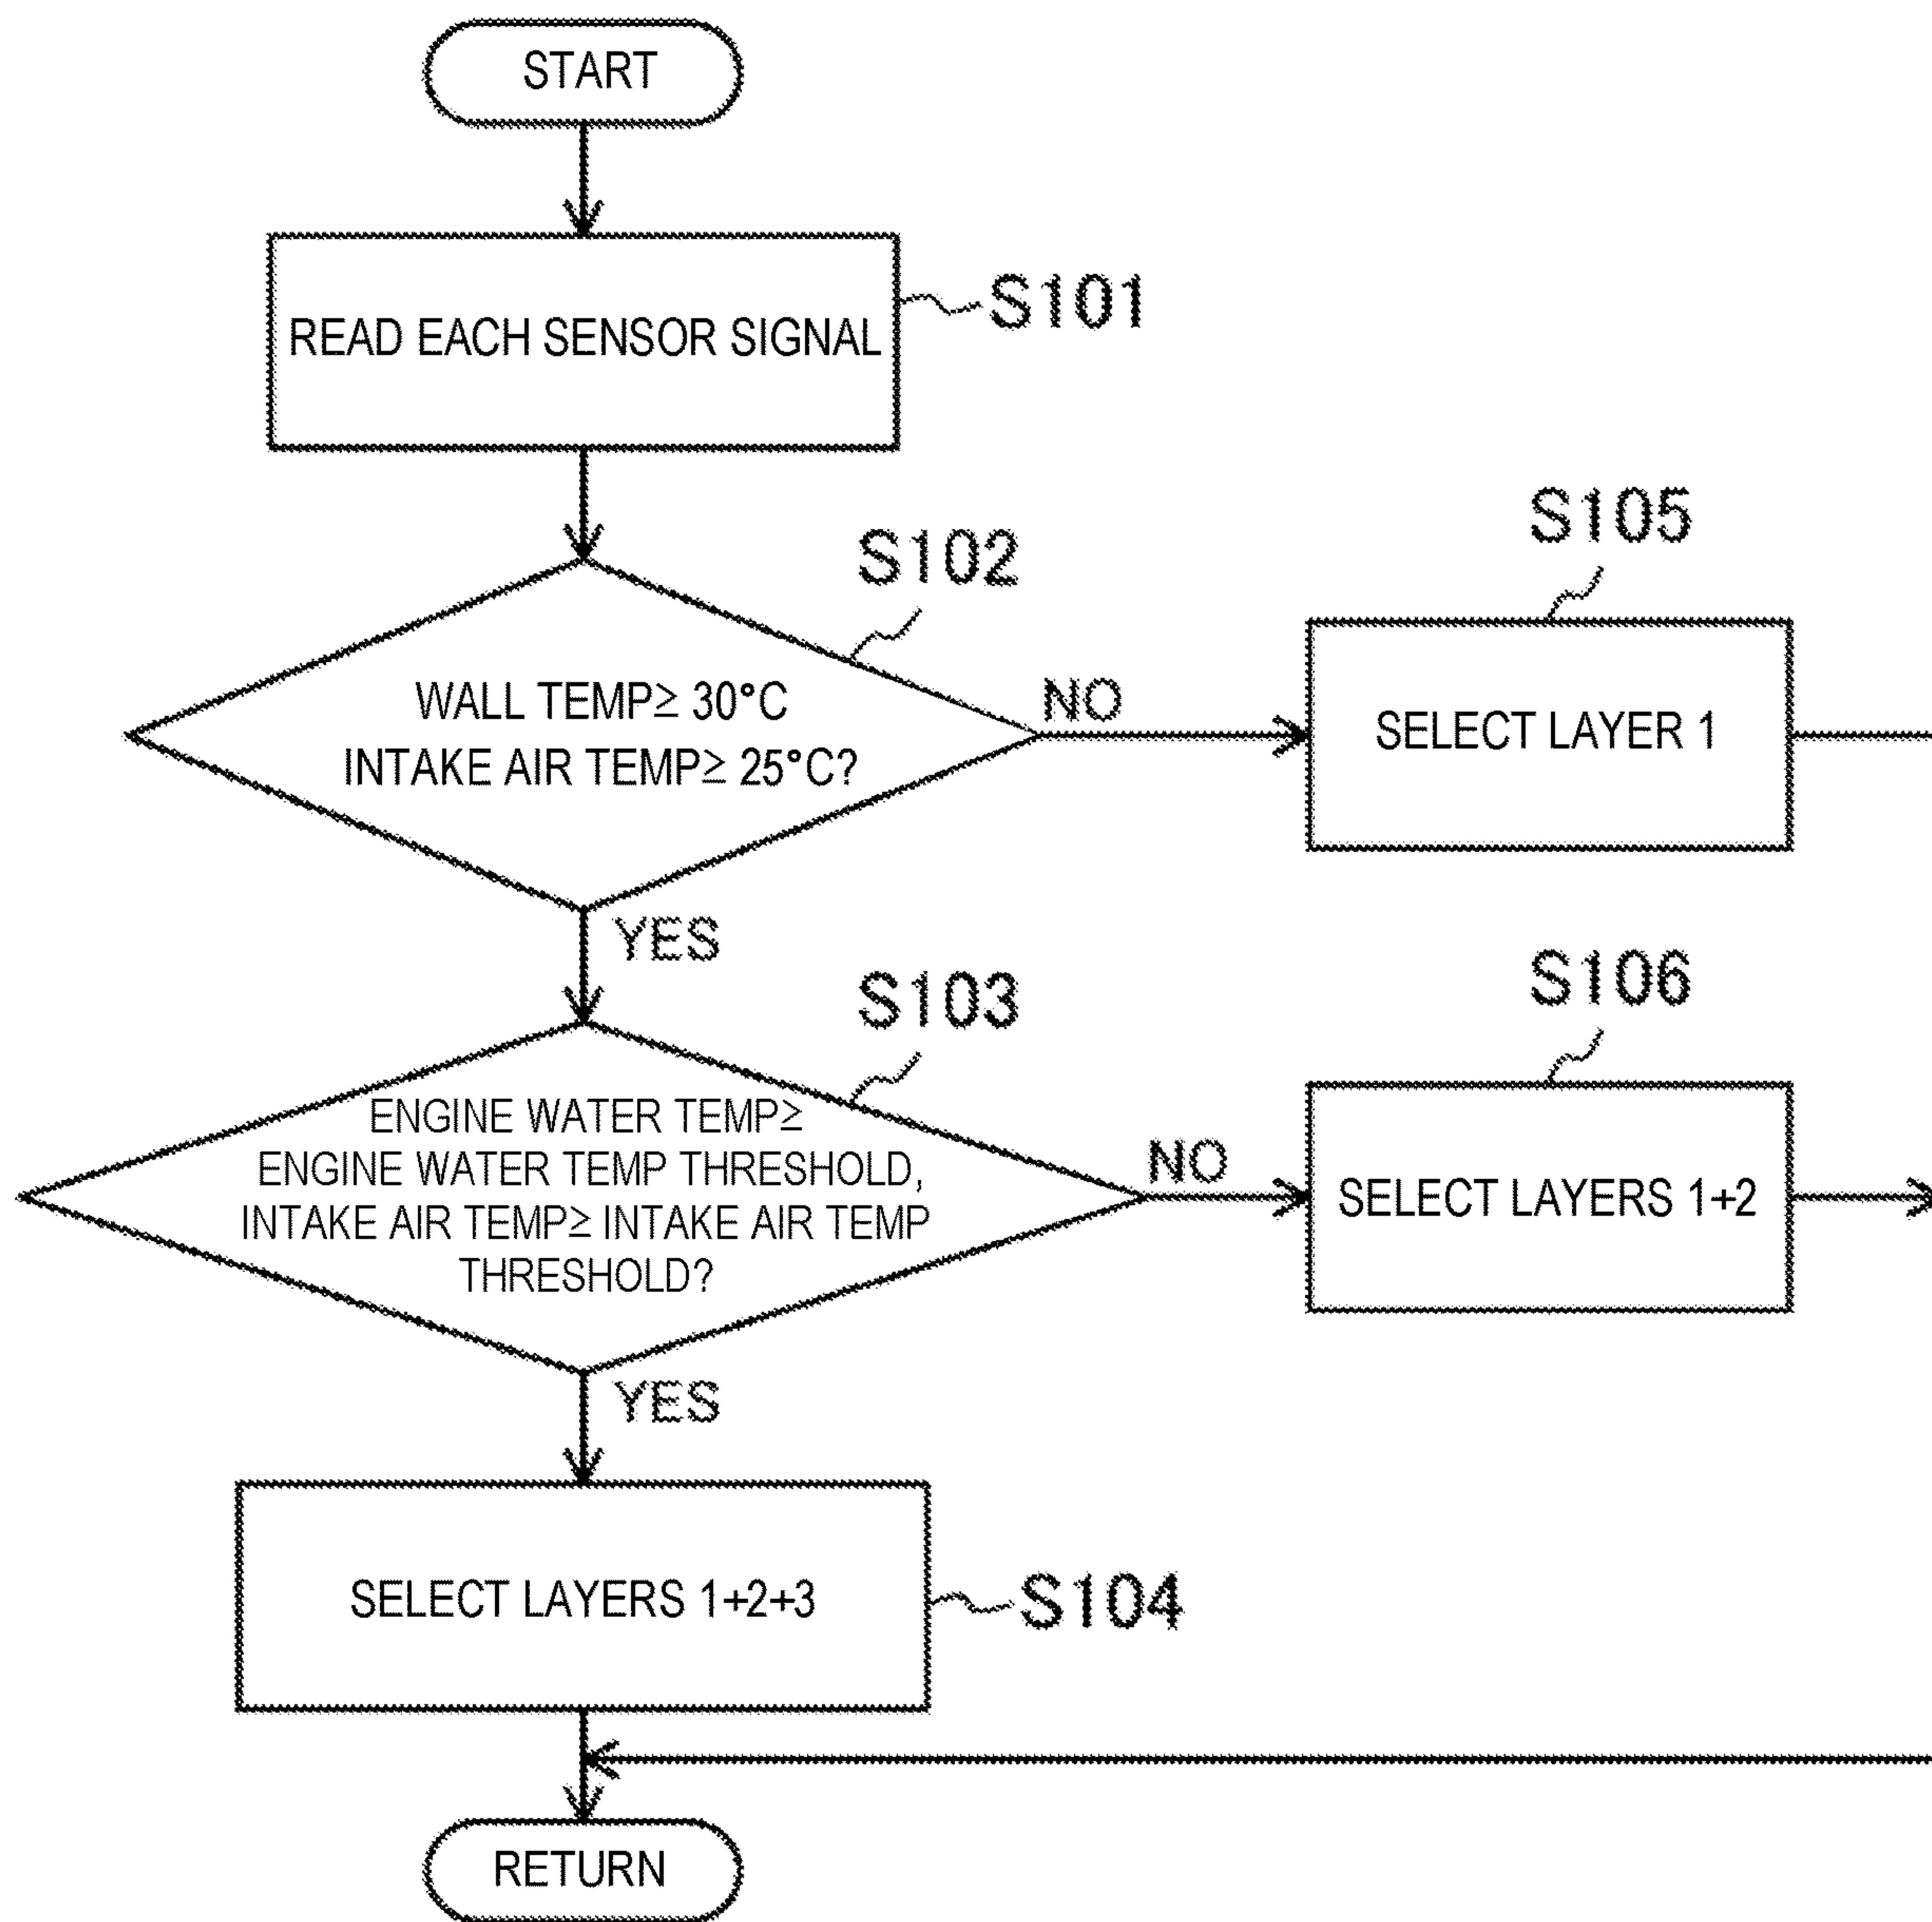 START
READ EACH SENSOR SIGNAL
S101
S102
WALL TEMP≥ 30°C
INTAKE AIR TEMP≥ 25°C?
NO
S105
SELECT LAYER 1
YES
S103
ENGINE WATER TEMP≥
ENGINE WATER TEMP THRESHOLD,
INTAKE AIR TEMP≥ INTAKE AIR TEMP
THRESHOLD?
NO
S106
SELECT LAYERS 1+2
YES
SELECT LAYERS 1+2+3
S104
RETURN